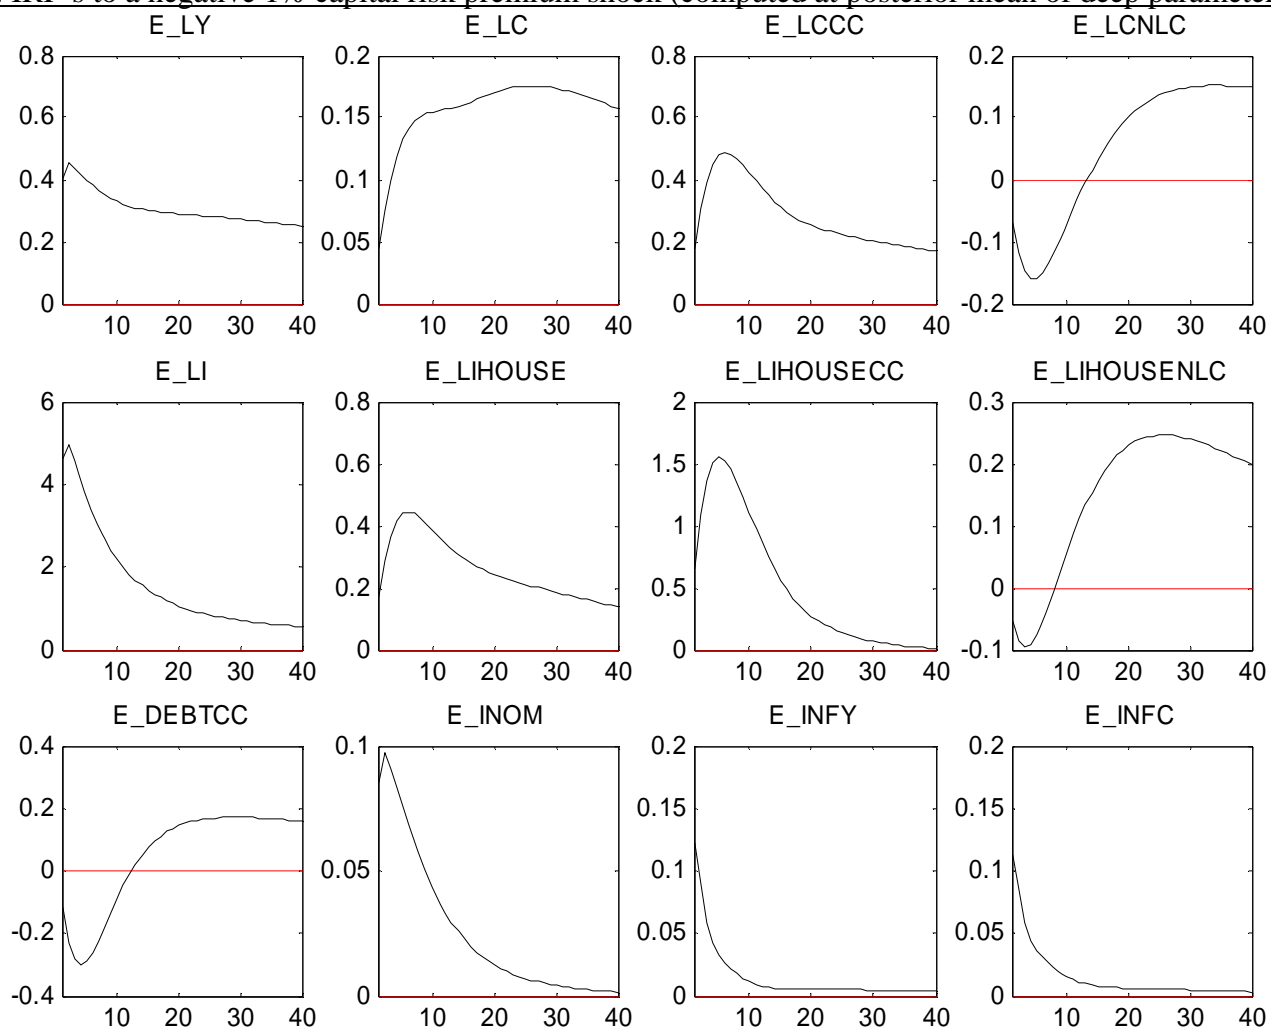 IRF's to a negative 1% capital risk premium shock (computed at posterior mean of deep parameter
E_LY E_LC E_LCCC E_LCNLC
0.8 0.2 0.8 0.2
0.6 0.15 0.6 0.1
0.4 0.1 0.4 0
0.2 0.05 0.2 -0.1
0 0 0 -0.2
10 20 30 40 10 20 30 40 10 20 30 40 10 20 30 40
E_LI E_LIHOUSE E_LIHOUSECC E_LIHOUSENLC
6 0.8 2 0.3
0.6 1.5 0.2
4 0.4 1 0.1
2 0.2 0.5 0
0 0 0 -0.1
10 20 30 40 10 20 30 40 10 20 30 40 10 20 30 40
E_DEBTCC E_INOM E_INFY E_INFC
0.4 0.1 0.2 0.2
0.2 0.15 0.15
0 0.05 0.1 0.1
-0.2 0.05 0.05
-0.4 0 0 0
10 20 30 40 10 20 30 40 10 20 30 40 10 20 30 40